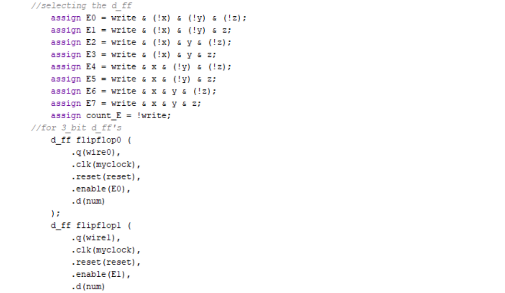 //selecting the d_ff
assign E0 = write & (!x) & (!y) & (!z);
assign E1 = write & (!x) & (!y) & z;
assign E2 = write & (!x) & y & (!z);
assign E3 = write & (!x) & y & z;
assign E4 = write & x & (!y) & (!z);
assign E5 = write & x & (!y) & z;
assign E6 = write & x & y & (!z);
assign E7 = write & x & y & z;
assign count_E = !write;
//for 3_bit d_ff's
d_ff flipflop0 (
.q(wire0),
.clk(myclock),
.reset(reset),
.enable(E0),
.d(num)
);
d_ff flipflop1 (
.q(wire1),
.clk(myclock),
.reset(reset),
.enable(E1),
.d(num)